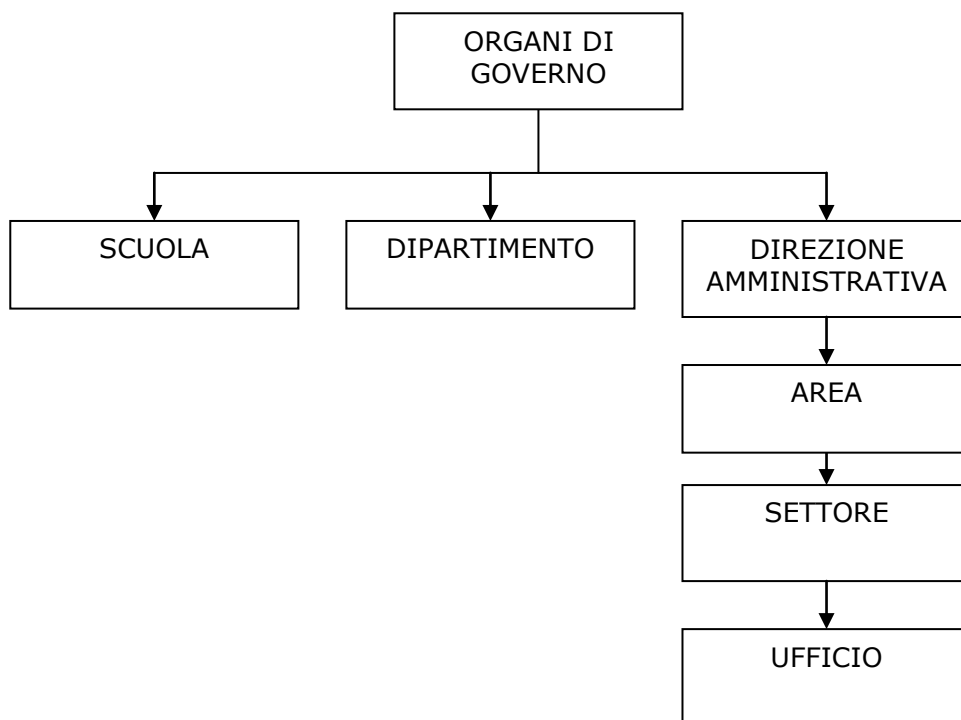 ORGANI DI
GOVERNO
SCUOLA
DIPARTIMENTO
DIREZIONE
AMMINISTRATIVA
AREA
SETTORE
UFFICIO